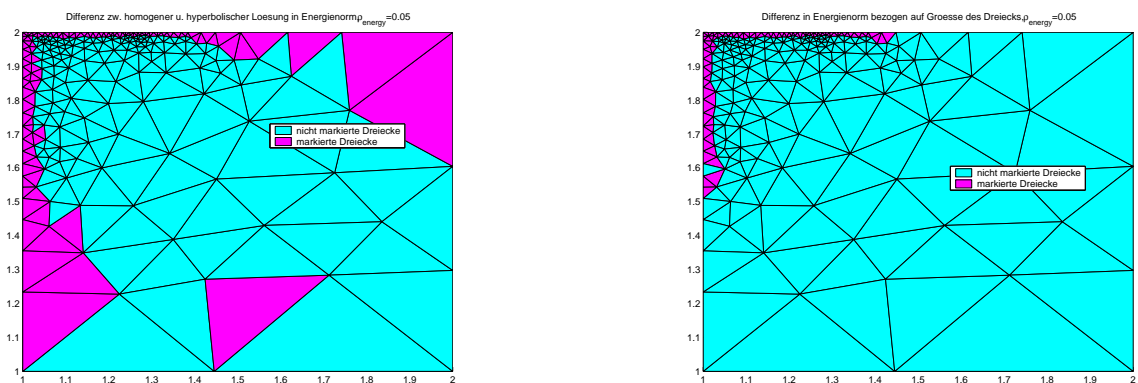 Differenz zw. homogener u. hyperbolischer Loesung in Energienormρenergy=0.05
2
1.9
1.8
1.7
1.6
1.5
1.4
1.3
1.2
1.1
1
nicht markierte Dreiecke
markierte Dreiecke
1 1.1 1.2 1.3 1.4 1.5 1.6 1.7 1.8 1.9 2
Differenz in Energienorm bezogen auf Groesse des Dreiecks,ρenergy=0.05
2
1.9
1.8
1.7
1.6
1.5
1.4
1.3
1.2
1.1
1
nicht markierte Dreiecke
markierte Dreiecke
1 1.1 1.2 1.3 1.4 1.5 1.6 1.7 1.8 1.9 2